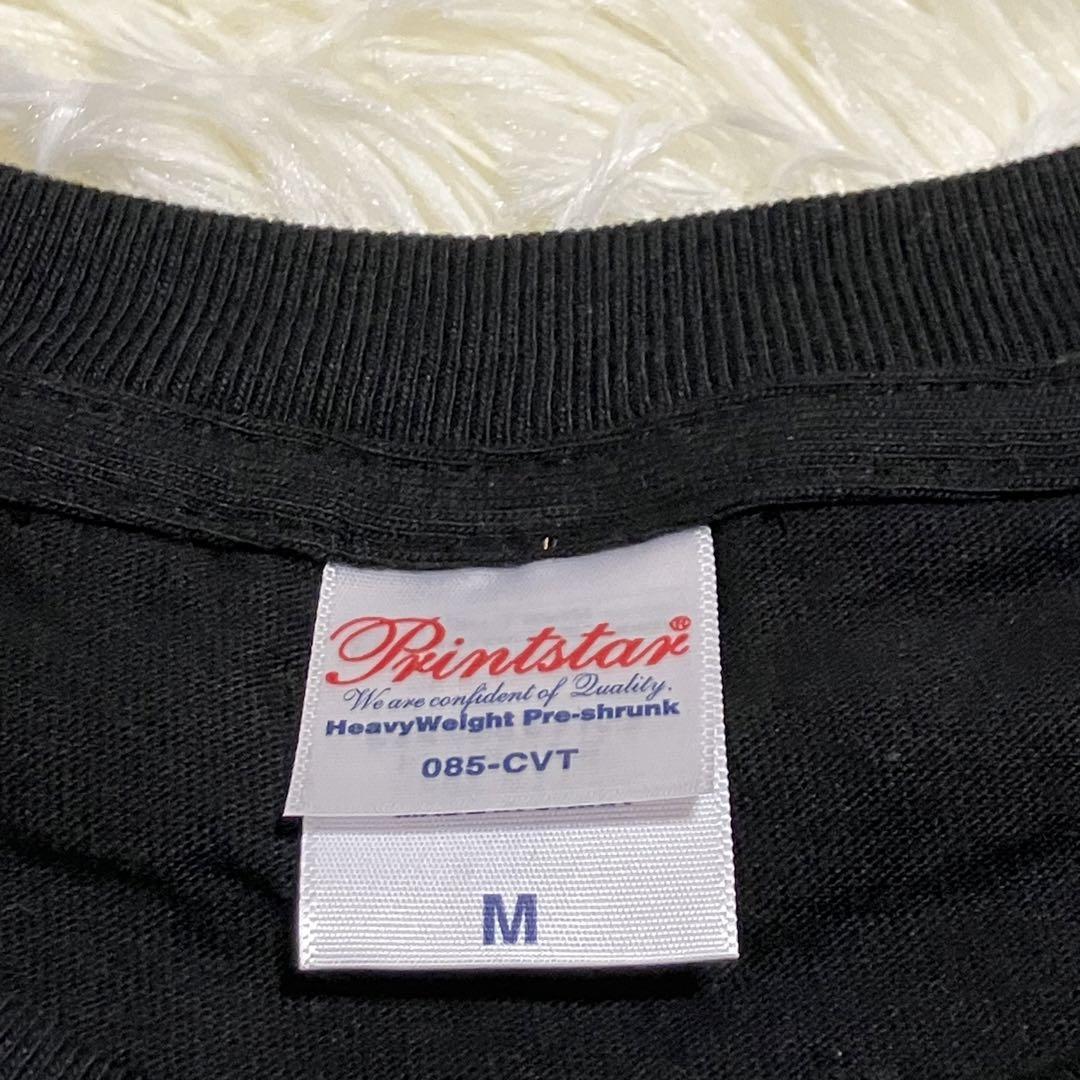 Printstar®
We are confident of Quality.
HeavyWeight Pre-shrunk
085-CVT
M